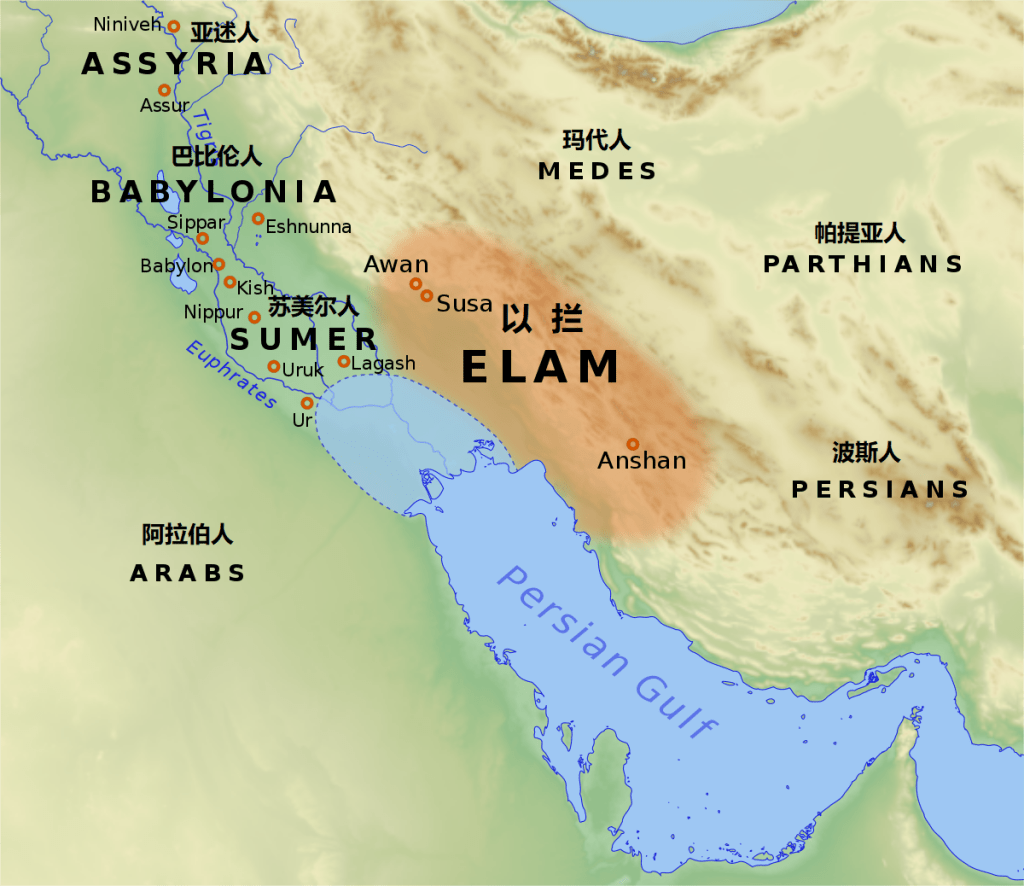 Niniveh
亚述人
ASSYRIA
Assur
Tigris
巴比伦人
BABYLONIA
Sippar
Eshnunna
Babylon
Kish
Nippur
苏美尔人
SUMER
Euphrates
Uruk
Lagash
Ur
玛代人
MEDES
帕提亚人
PARTHIANS
Awan
Susa
以 拦
ELAM
Anshan
波斯人
PERSIANS
阿拉伯人
ARABS
Persian Gulf